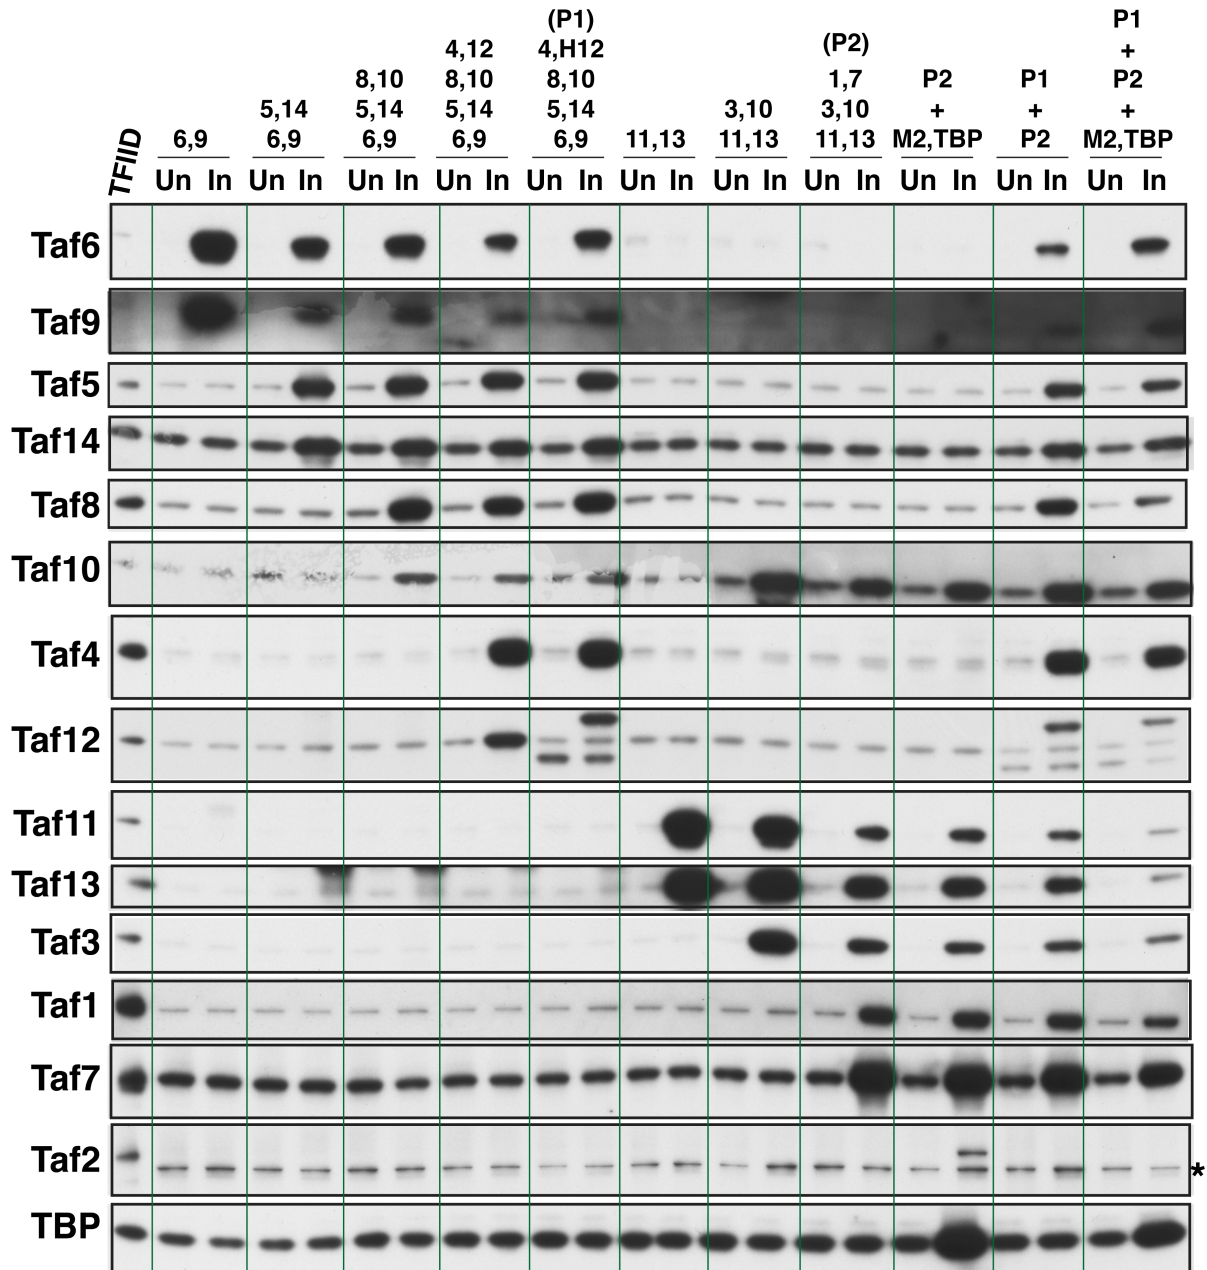 (P1)
P1
4,12
4,H12
(P2)
+
8,10
8,10
8,10
1,7
P2
P1
P2
5,14
5,14
5,14
5,14
3,10
3,10
+
+
+
TFIID
6,9
6,9
6,9
6,9
6,9
11,13
11,13
11,13
M2,TBP
P2
M2,TBP
Un In Un In Un In Un In Un In Un In Un In Un In Un In Un In Un In
Taf6
Taf9
Taf5
Taf14
Taf8
Taf10
Taf4
Taf12
Taf11
Taf13
Taf3
Taf1
Taf7
Taf2
*
TBP